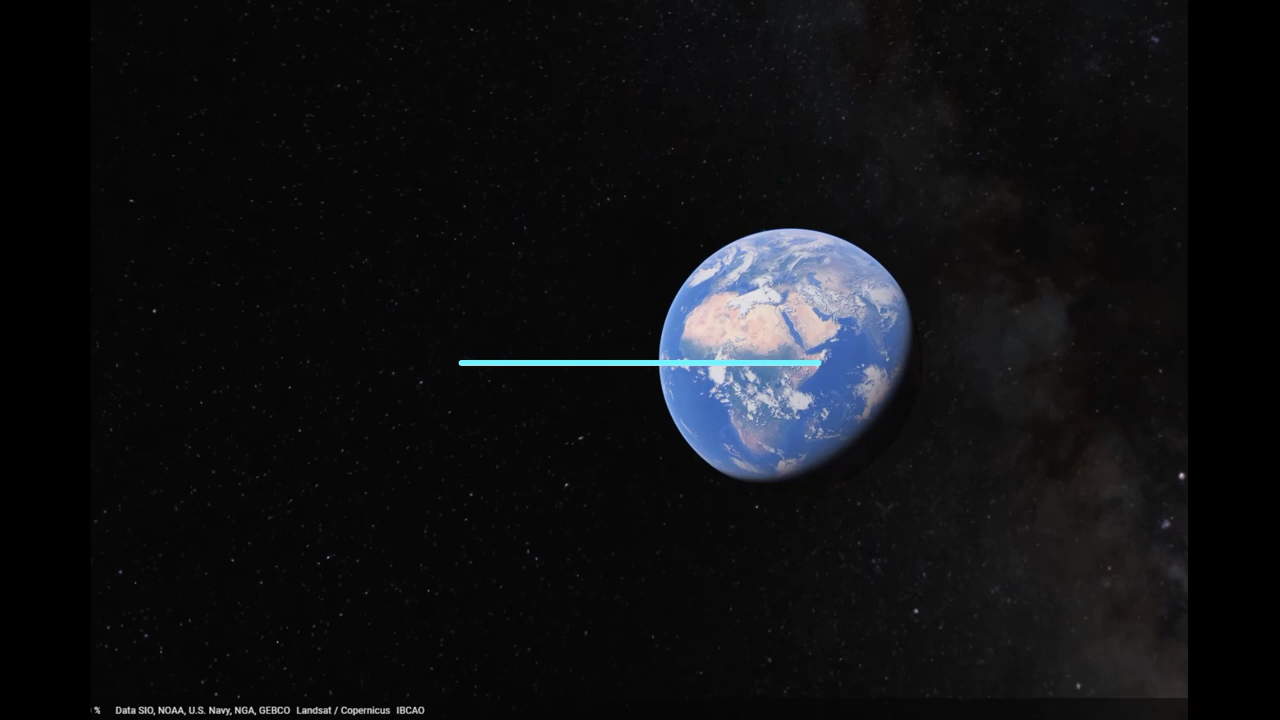 % Data SIO, NOAA, U.S. Navy, NGA, GEBCO Landsat / Copernicus IBCAO